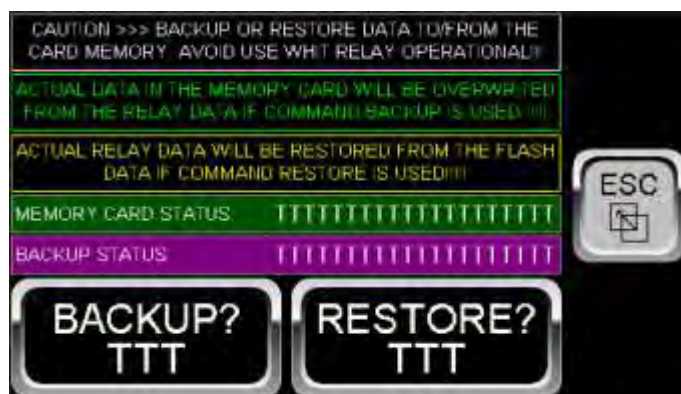 CAUTION >>> BACKUP OR RESTORE DATA TO/FROM THE
CARD MEMORY. AVOID USE WHIT RELAY OPERATIONAL!!
ACTUAL DATA IN THE MEMORY CARD WILL BE OVERWRITED
FROM THE RELAY DATA IF COMMAND BACKUP IS USED !!!!
ACTUAL RELAY DATA WILL BE RESTORED FROM THE FLASH
DATA IF COMMAND RESTORE IS USED!!!!
MEMORY CARD STATUS TTTTTTTTTTTTTTTTTTTT
BACKUP STATUS TTTTTTTTTTTTTTTTTTTT
ESC
BACKUP? RESTORE?
TTT TTT